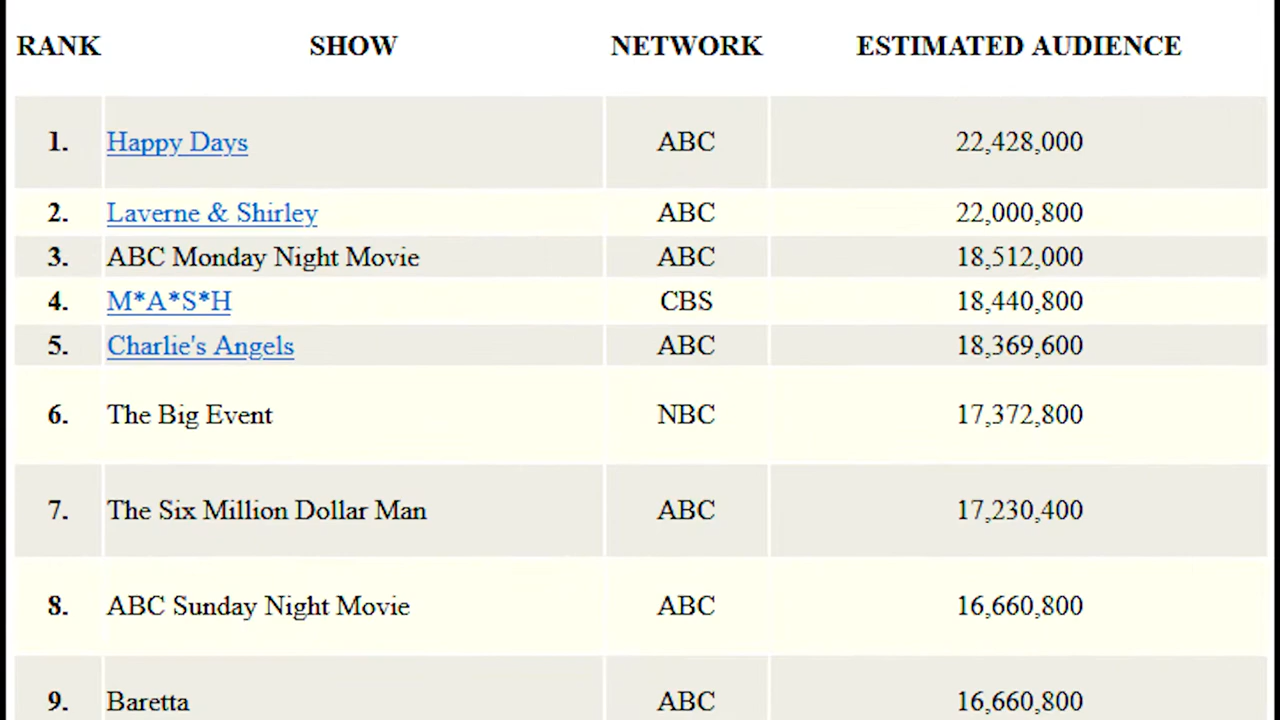 RANK SHOW NETWORK ESTIMATED AUDIENCE
1. Happy Days ABC 22,428,000
2. Laverne & Shirley ABC 22,000,800
3. ABC Monday Night Movie ABC 18,512,000
4. M*A*S*H CBS 18,440,800
5. Charlie's Angels ABC 18,369,600
6. The Big Event NBC 17,372,800
7. The Six Million Dollar Man ABC 17,230,400
8. ABC Sunday Night Movie ABC 16,660,800
9. Baretta ABC 16,660,800